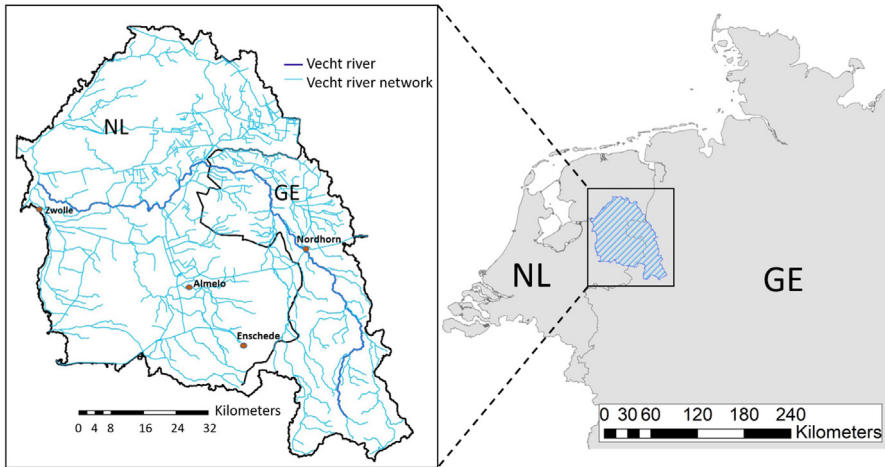 Vecht river
Vecht river network
NL
GE
Zwolle
Nordhorn
Almelo
Enschede
Kilometers
0 4 8 16 24 32
NL
GE
0 30 60 120 180 240
Kilometers